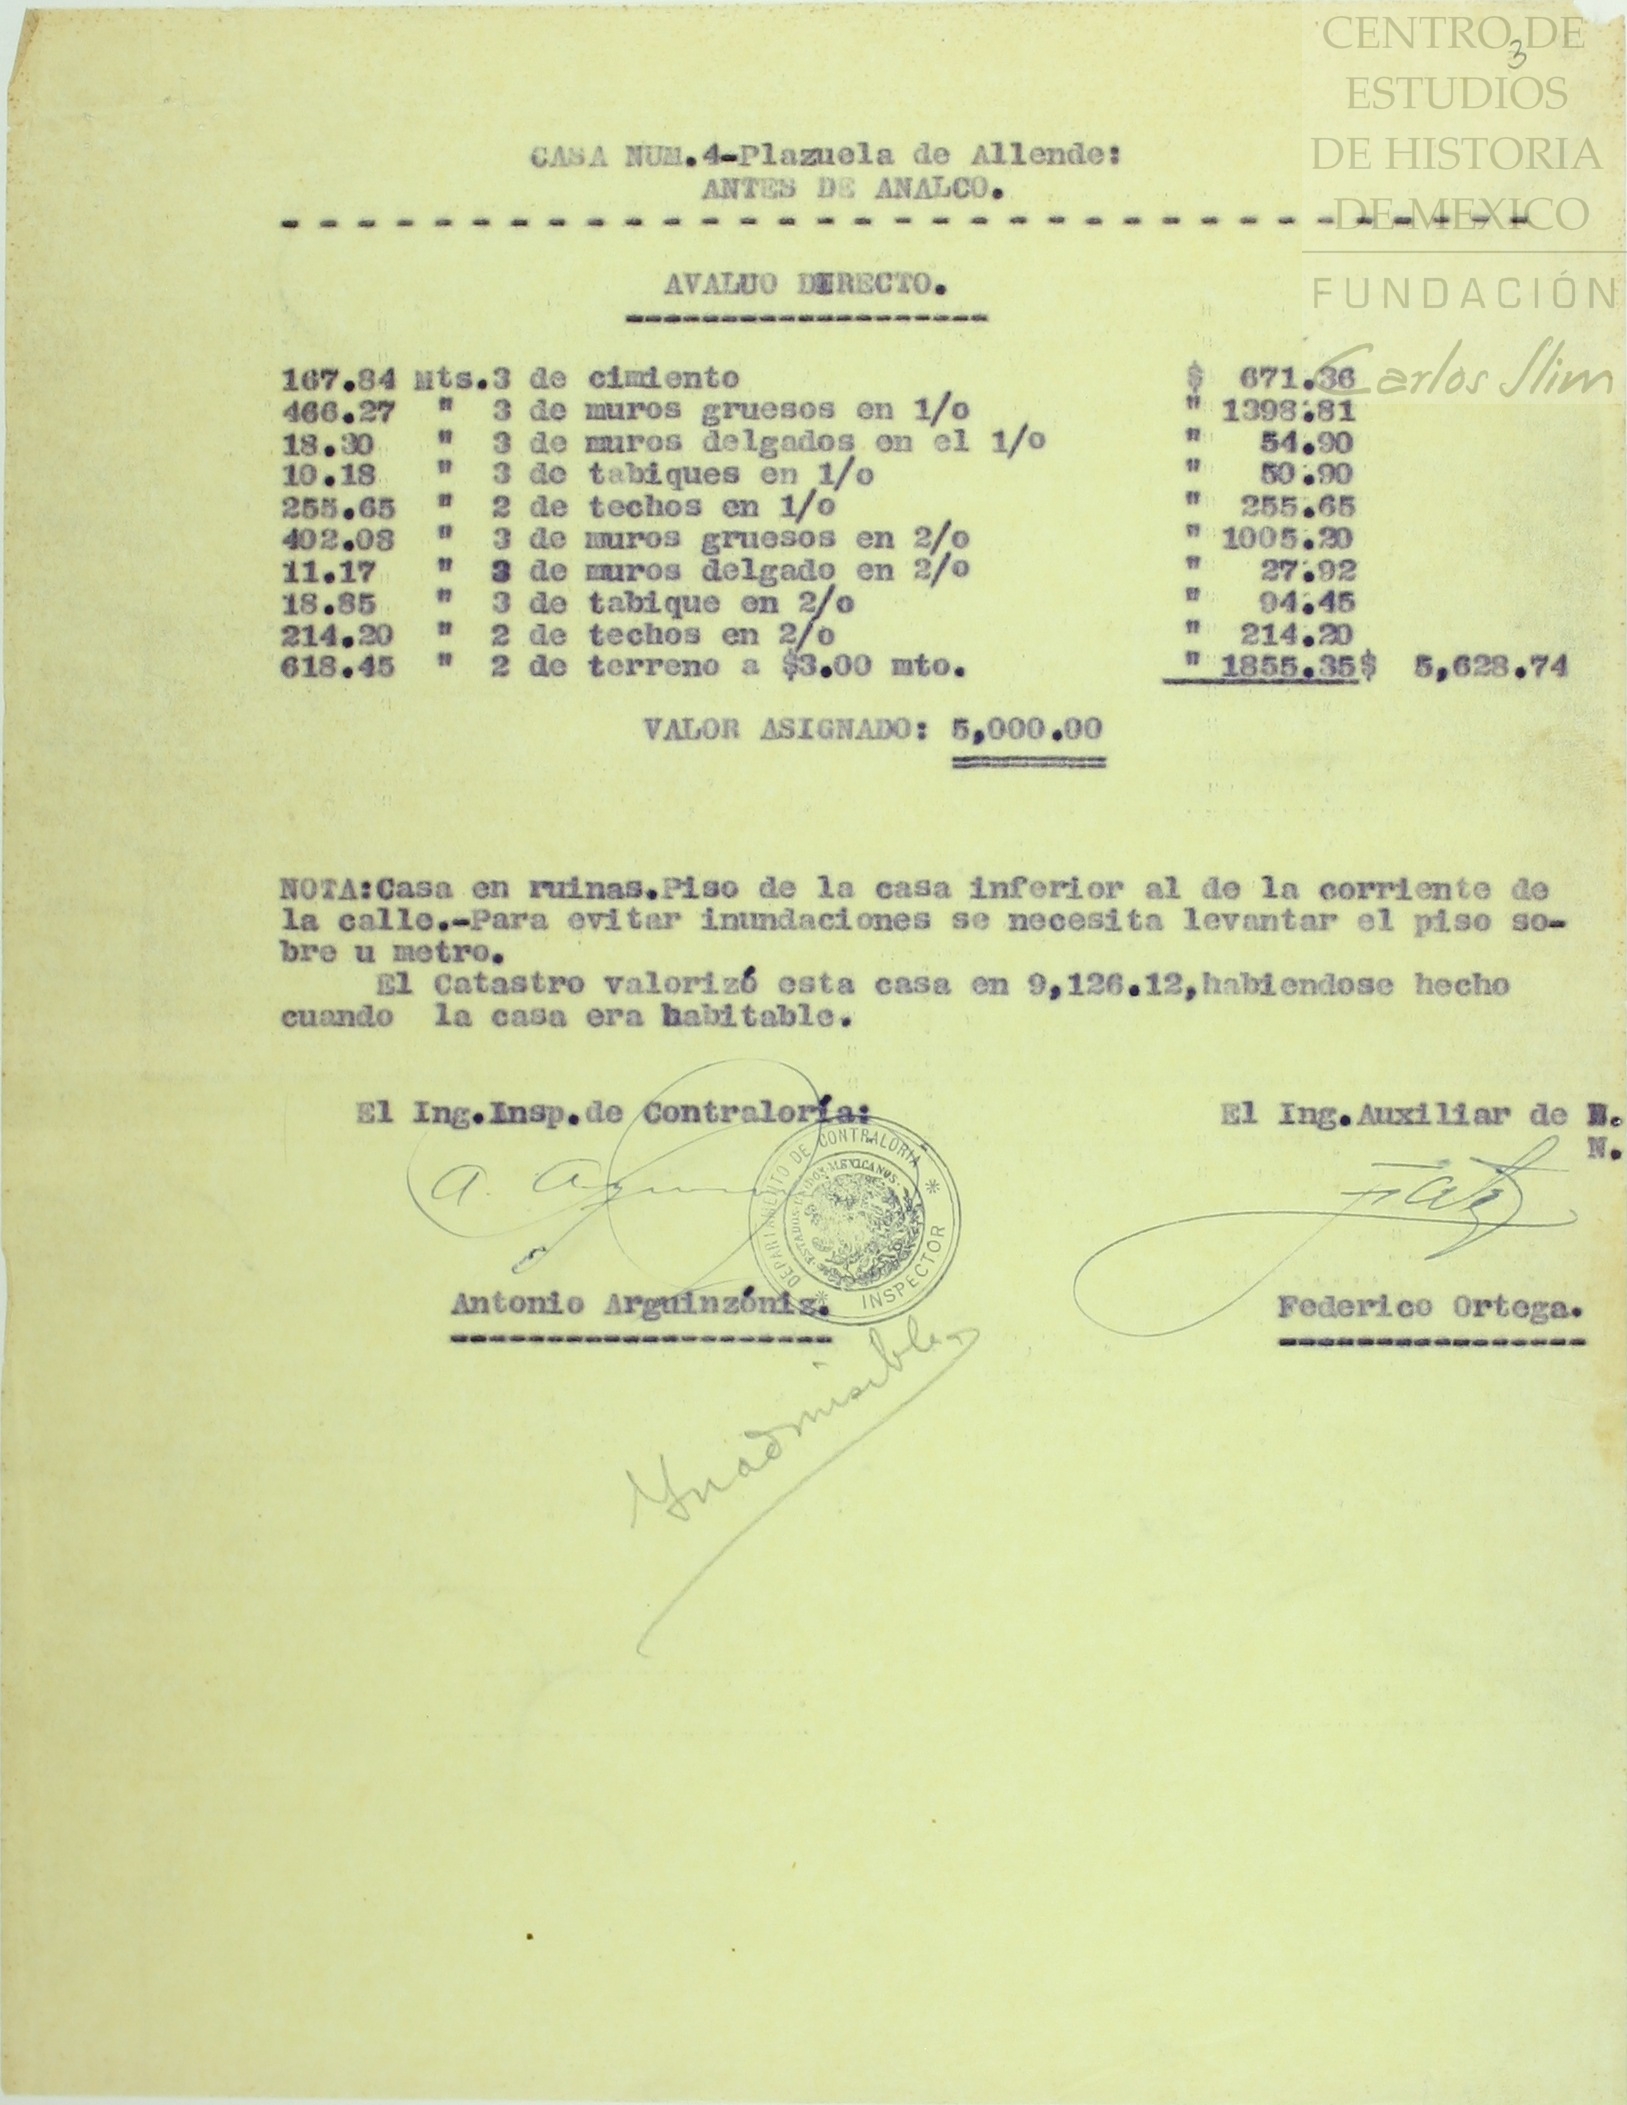 CENTRO DE
ESTUDIOS
DE HISTORIA
DE MEXICO
FUNDACIÓN
Carlos Slim
3
CASA NUM.4-Plazuela de Allende:
ANTES DE ANALCO.
AVALUO DIRECTO.
167.84 Mts.3 de cimiento $ 671.36
466.27 " 3 de muros gruesos en 1/o " 1398.81
18.30 " 3 de muros delgados en el 1/o " 54.90
10.18 " 3 de tabiques en 1/o " 50.90
255.65 " 2 de techos en 1/o " 255.65
402.08 " 3 de muros gruesos en 2/o " 1005.20
11.17 " 3 de muros delgado en 2/o " 27.92
18.85 " 3 de tabique en 2/o " 94.45
214.20 " 2 de techos en 2/o " 214.20
618.45 " 2 de terreno a $3.00 mto. " 1855.35$ 5,628.74
VALOR ASIGNADO: 5,000.00
NOTA:Casa en ruinas.Piso de la casa inferior al de la corriente de
la calle.-Para evitar inundaciones se necesita levantar el piso so-
bre u metro.
El Catastro valorizó esta casa en 9,126.12,habiendose hecho
cuando la casa era habitable.
El Ing.Insp.de Contraloría: El Ing.Auxiliar de B.
N.
DEPARTAMENTO DE CONTRALORIA * INSPECTOR *
ESTADOS UNIDOS MEXICANOS
Antonio Arguinzóniz. Federico Ortega.
Inadmisible